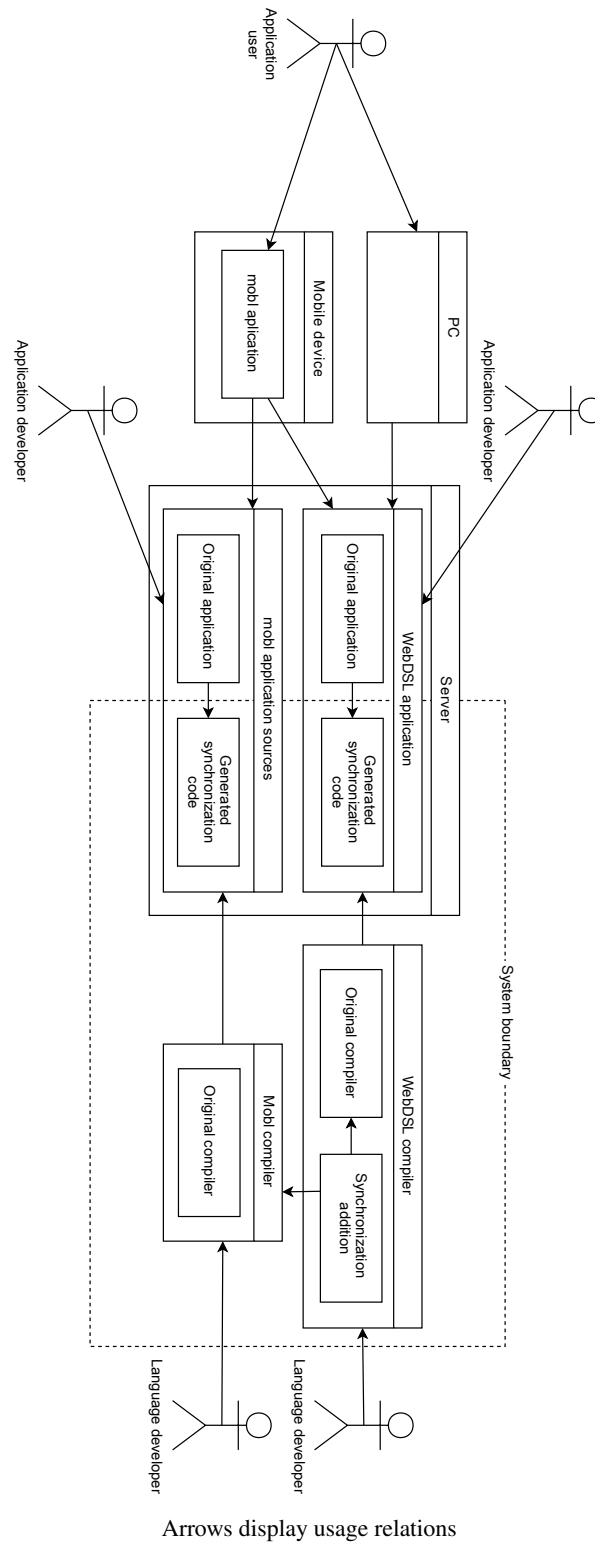 Application
user
PC
Mobile device
mobl aplication
Application developer
Application developer
Server
WebDSL application
Original application
Generated
synchronization
code
mobl application sources
Original application
Generated
synchronization
code
System boundary
WebDSL compiler
Original compiler
Synchronization
addition
Mobl compiler
Original compiler
Language developer
Language developer
Arrows display usage relations